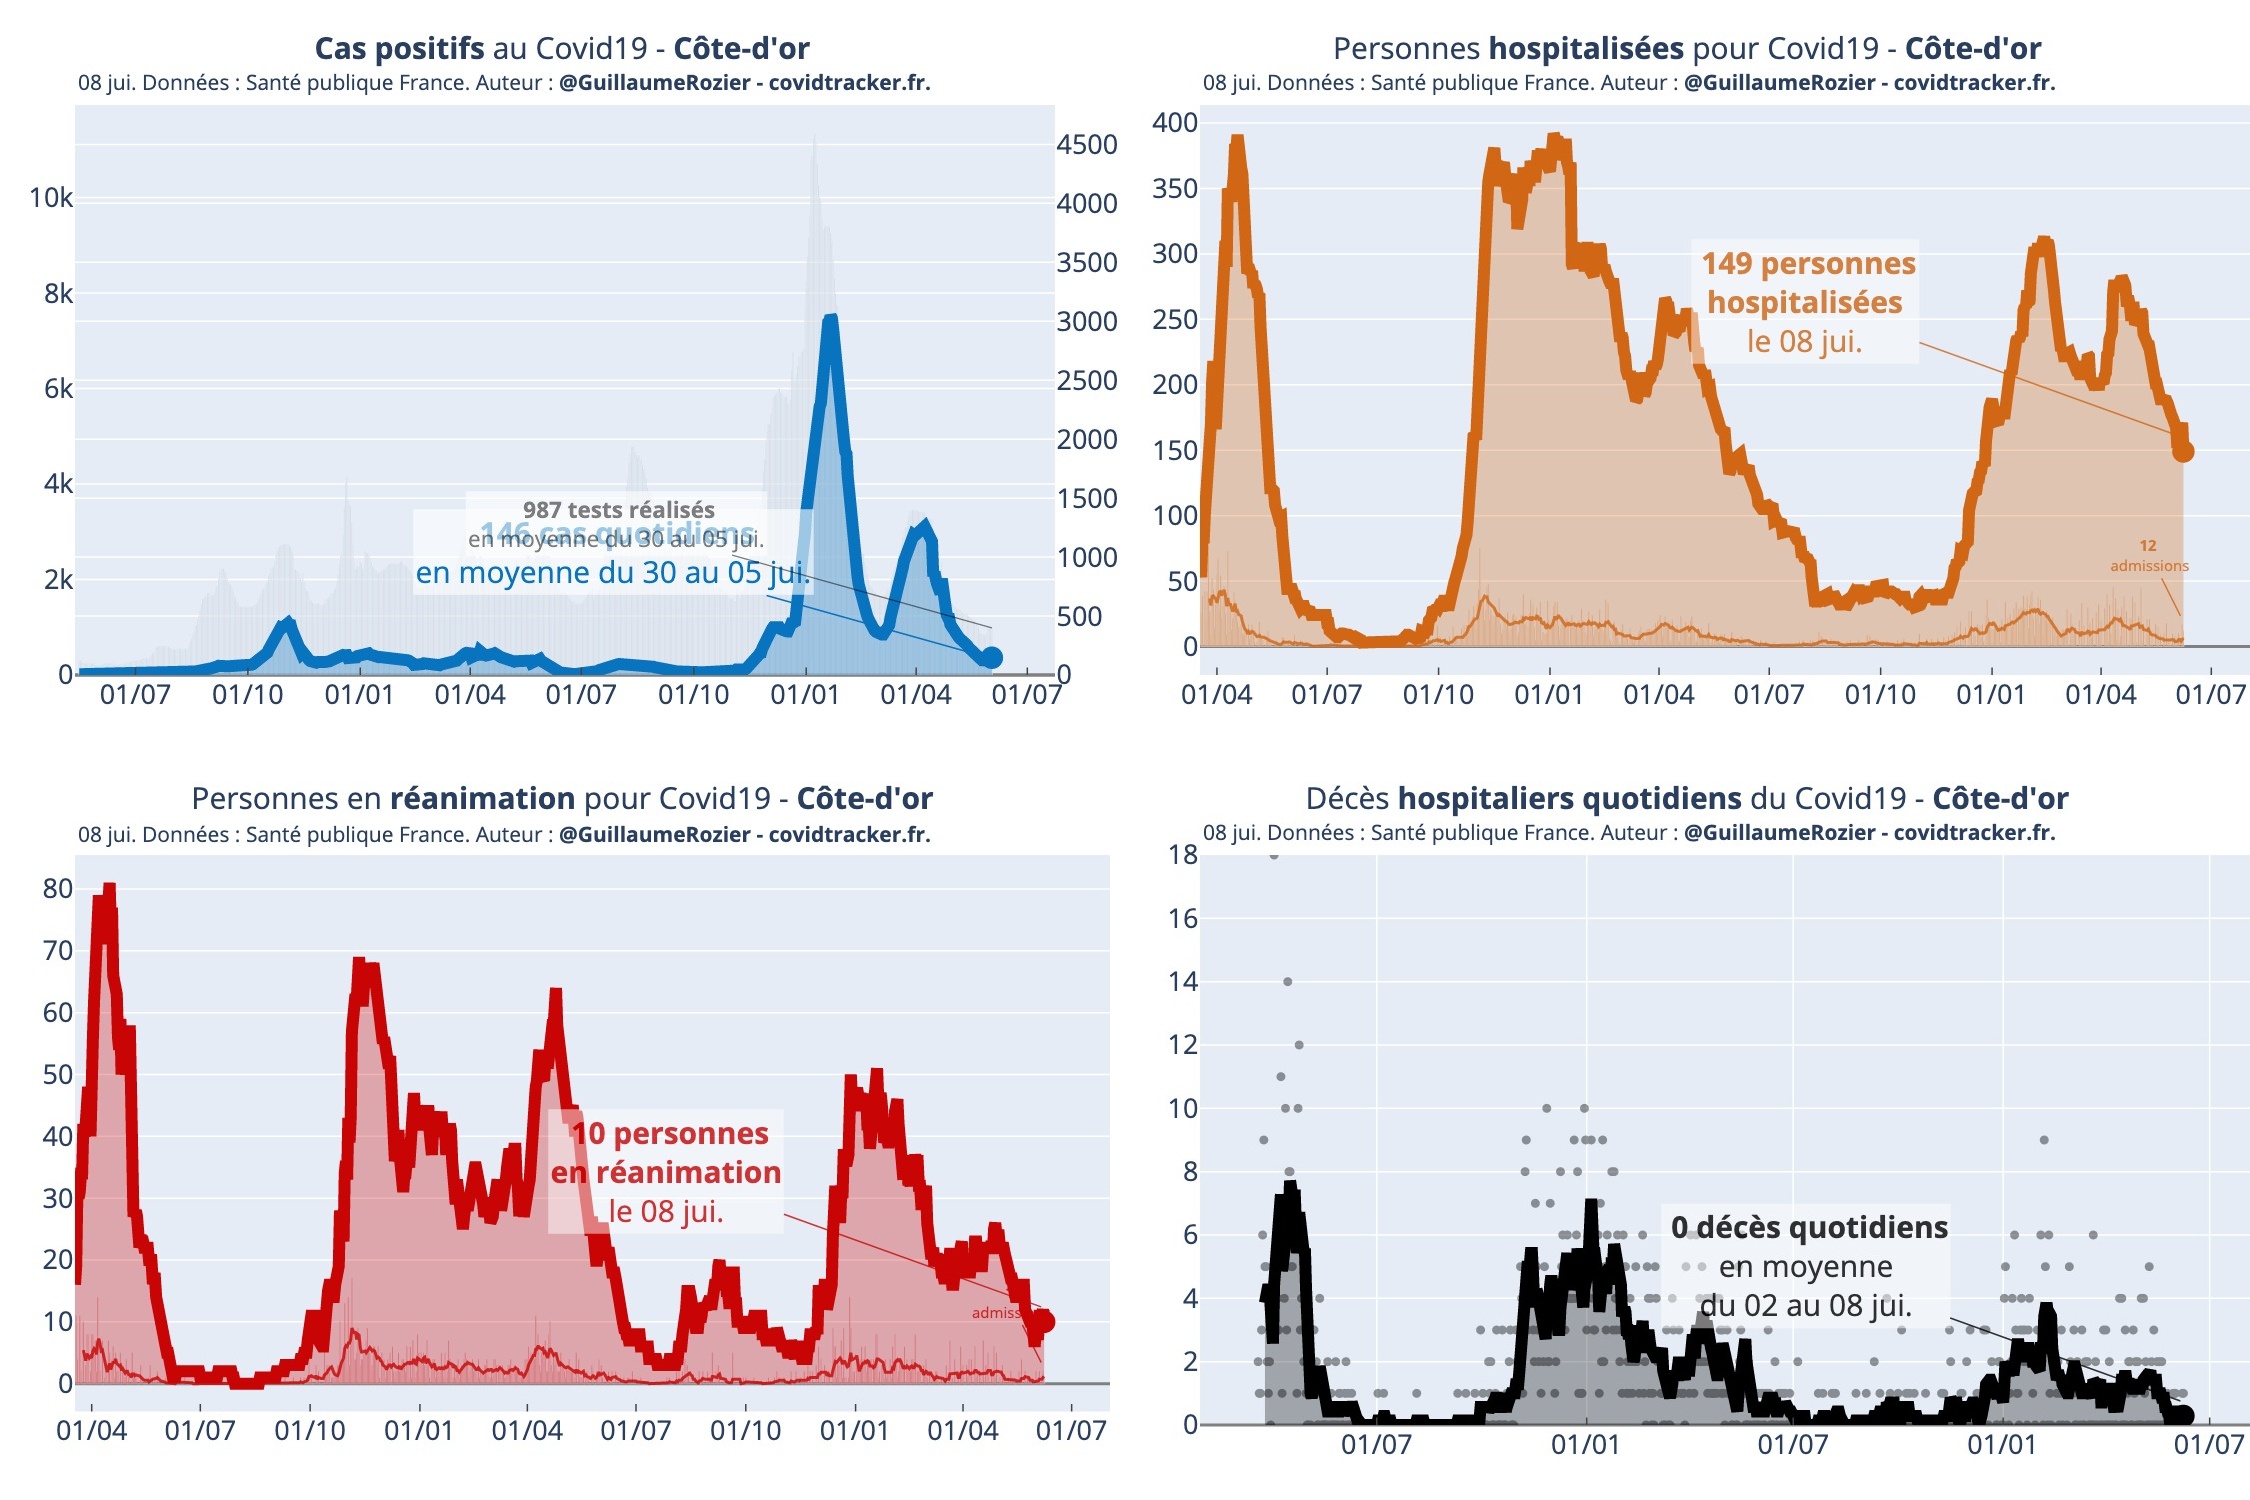 Cas positifs au Covid19 - Côte-d'or
08 jui. Données : Santé publique France. Auteur : @GuillaumeRozier - covidtracker.fr.
10k
8k
6k
4k
2k
0
4500
4000
3500
3000
2500
2000
1500
1000
500
0
987 tests réalisés
en moyenne du 30 au 05 jui.
146 cas quotidiens
en moyenne du 30 au 05 jui.
01/07 01/10 01/01 01/04 01/07 01/10 01/01 01/04 01/07
Personnes hospitalisées pour Covid19 - Côte-d'or
08 jui. Données : Santé publique France. Auteur : @GuillaumeRozier - covidtracker.fr.
400
350
300
250
200
150
100
50
0
149 personnes
hospitalisées
le 08 jui.
12
admissions
01/04 01/07 01/10 01/01 01/04 01/07 01/10 01/01 01/04 01/07
Personnes en réanimation pour Covid19 - Côte-d'or
08 jui. Données : Santé publique France. Auteur : @GuillaumeRozier - covidtracker.fr.
80
70
60
50
40
30
20
10
0
10 personnes
en réanimation
le 08 jui.
admiss
01/04 01/07 01/10 01/01 01/04 01/07 01/10 01/01 01/04 01/07
Décès hospitaliers quotidiens du Covid19 - Côte-d'or
08 jui. Données : Santé publique France. Auteur : @GuillaumeRozier - covidtracker.fr.
18
16
14
12
10
8
6
4
2
0
0 décès quotidiens
en moyenne
du 02 au 08 jui.
01/07 01/01 01/07 01/01 01/07